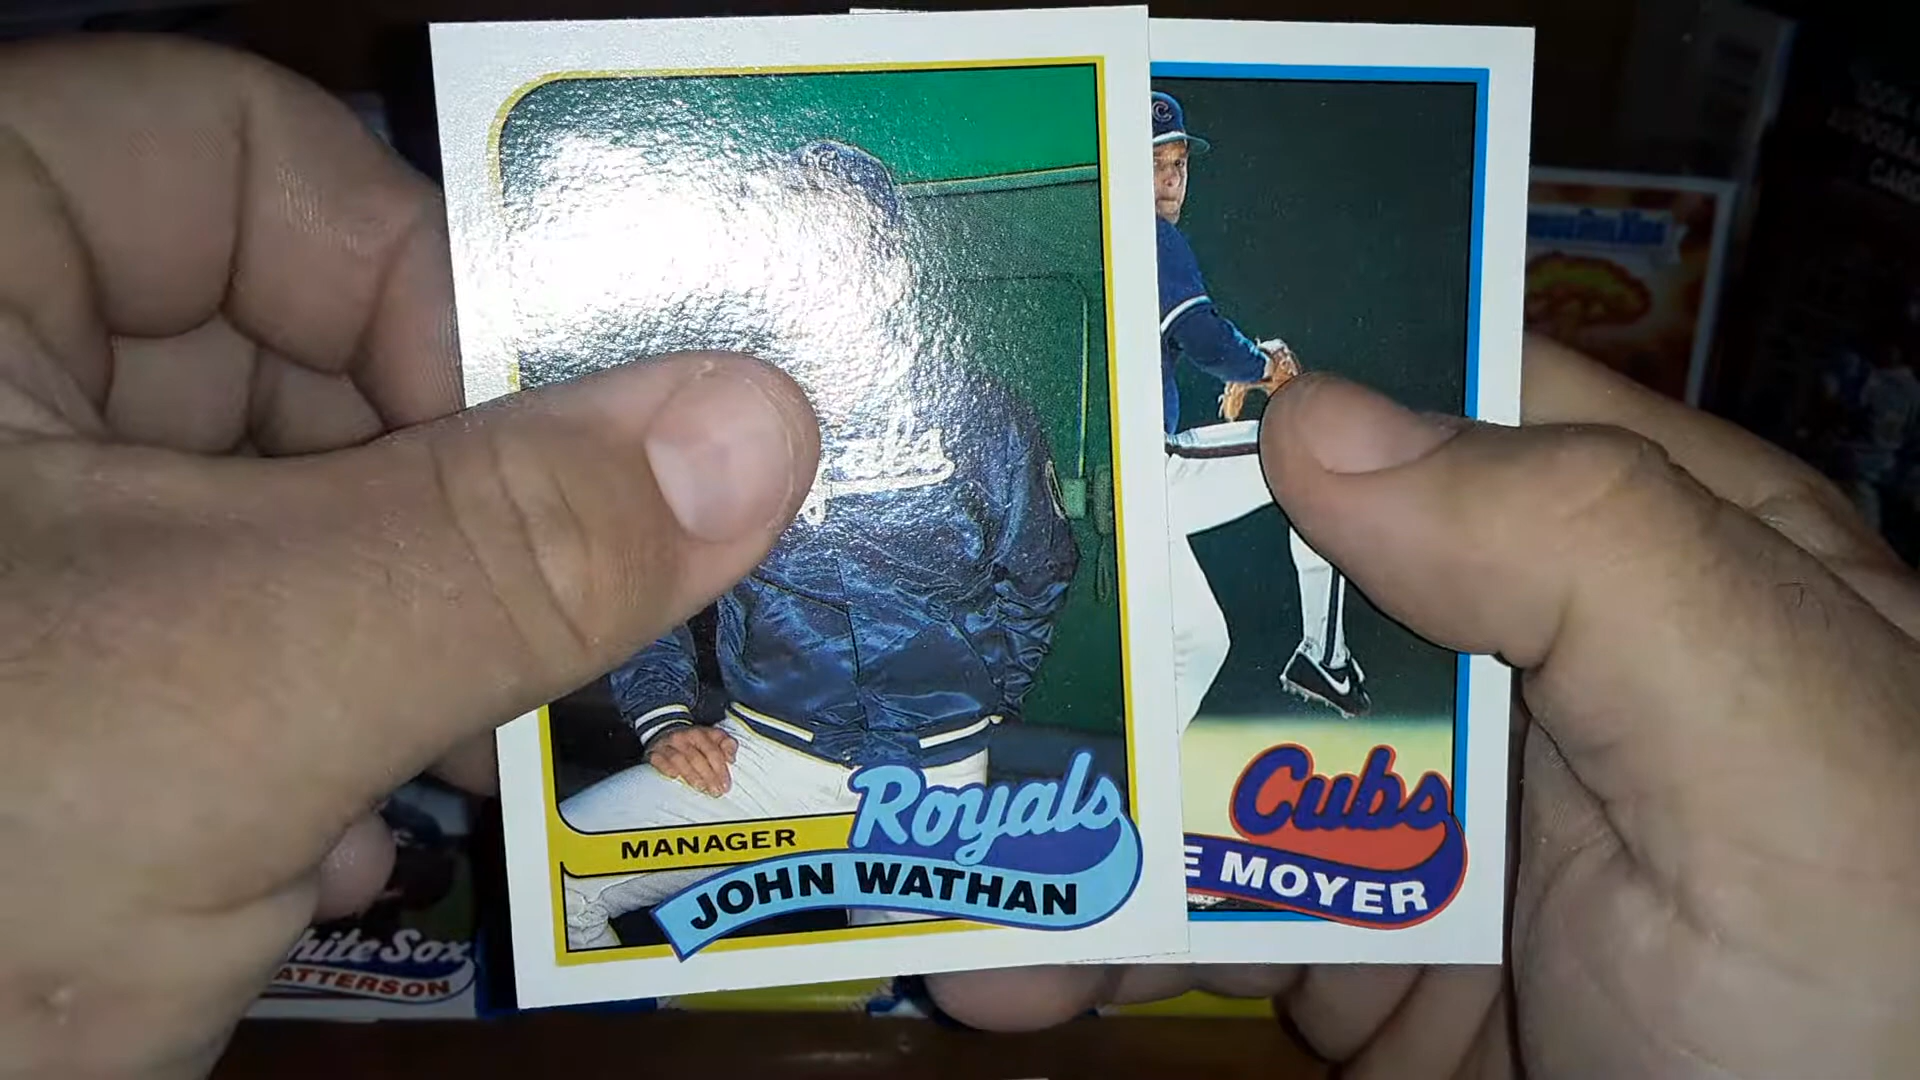 Royals
MANAGER
JOHN WATHAN
C
Cubs
E MOYER
hite Sox
ATTERSON